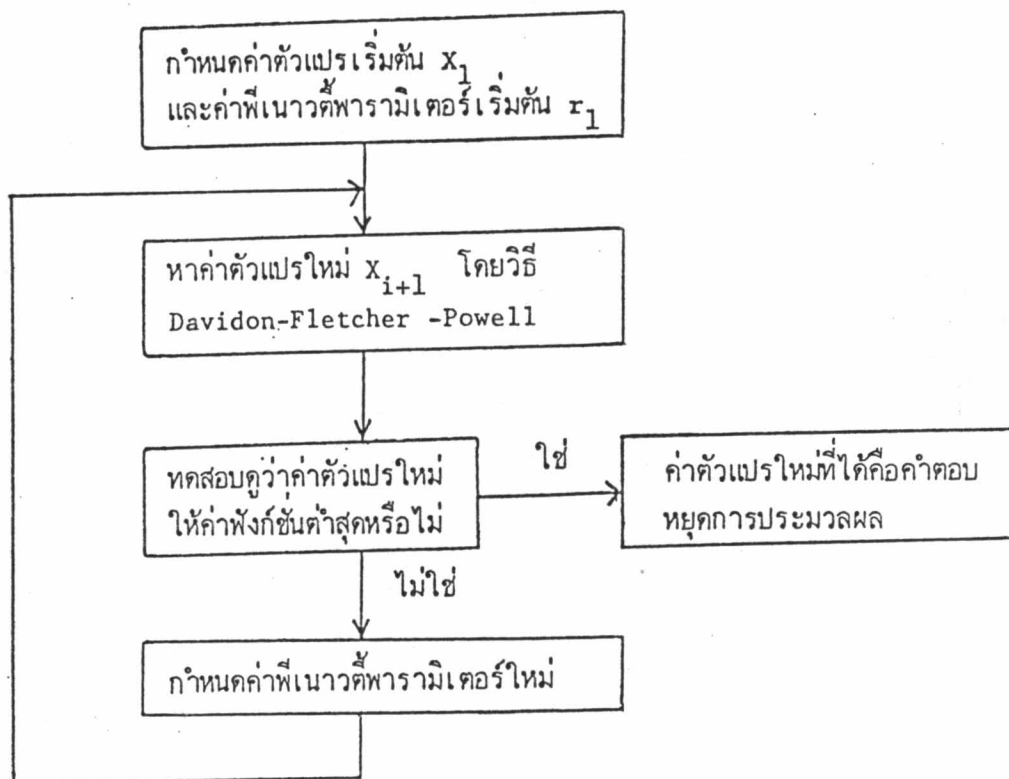 กำหนดค่าตัวแปรเริ่มต้น X₁
และค่าพีเนาวตี้พารามิเตอร์เริ่มต้น r₁
หาค่าตัวแปรใหม่ Xᵢ₊₁ โดยวิธี
Davidon-Fletcher -Powell
ทดสอบดูว่าค่าตัวแปรใหม่
ให้ค่าฟังก์ชั่นต่ำสุดหรือไม่
ใช่
ค่าตัวแปรใหม่ที่ได้คือคำตอบ
หยุดการประมวลผล
ไม่ใช่
กำหนดค่าพีเนาวตี้พารามิเตอร์ใหม่